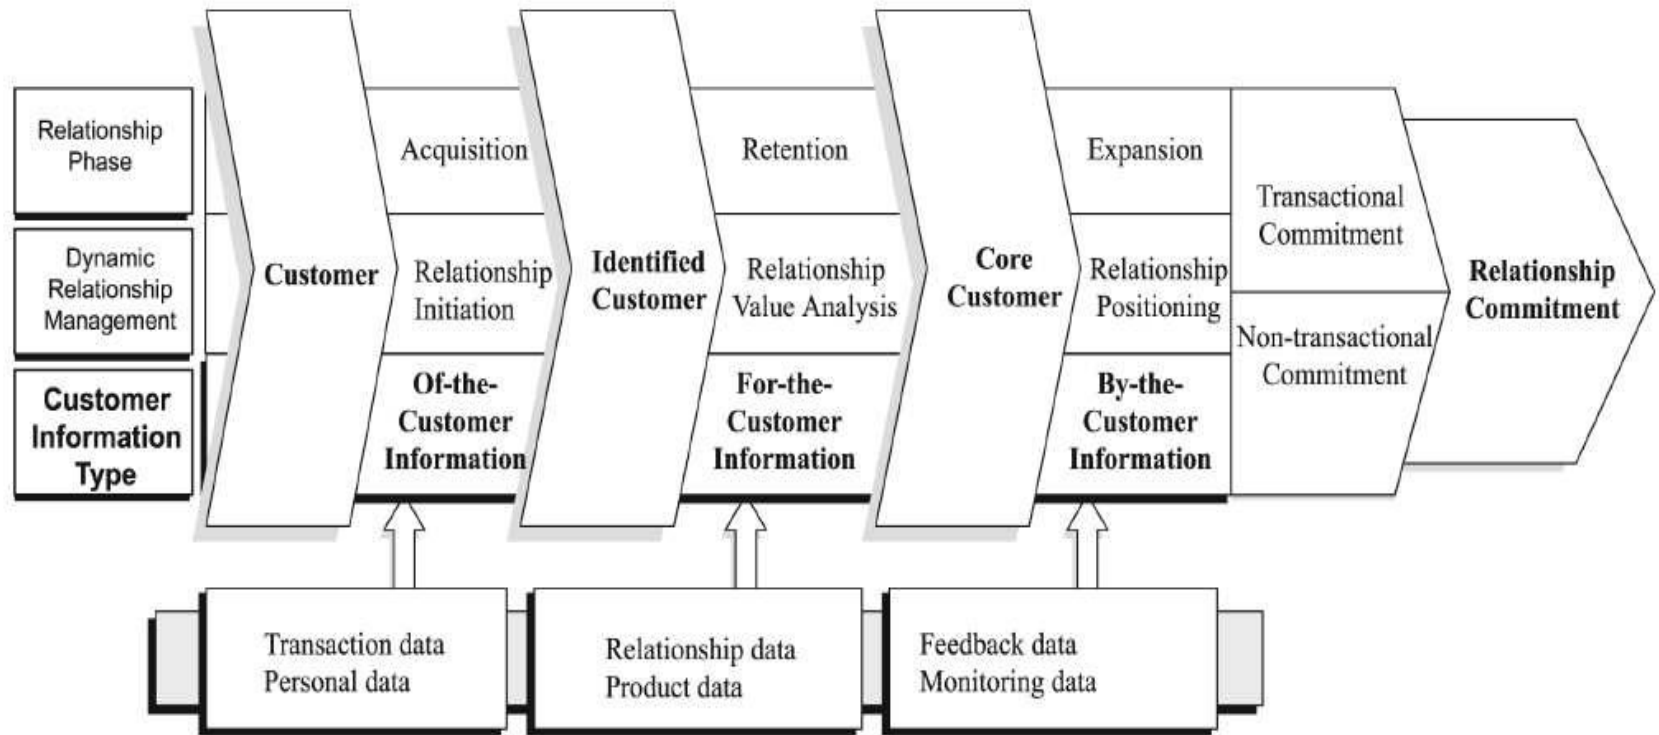 Relationship
Phase
Acquisition
Retention
Expansion
Dynamic
Relationship
Management
Customer
Relationship
Initiation
Identified
Customer
Relationship
Value Analysis
Core
Customer
Relationship
Positioning
Transactional
Commitment
Non-transactional
Commitment
Relationship
Commitment
Customer
Information
Type
Of-the-
Customer
Information
For-the-
Customer
Information
By-the-
Customer
Information
Transaction data
Personal data
Relationship data
Product data
Feedback data
Monitoring data